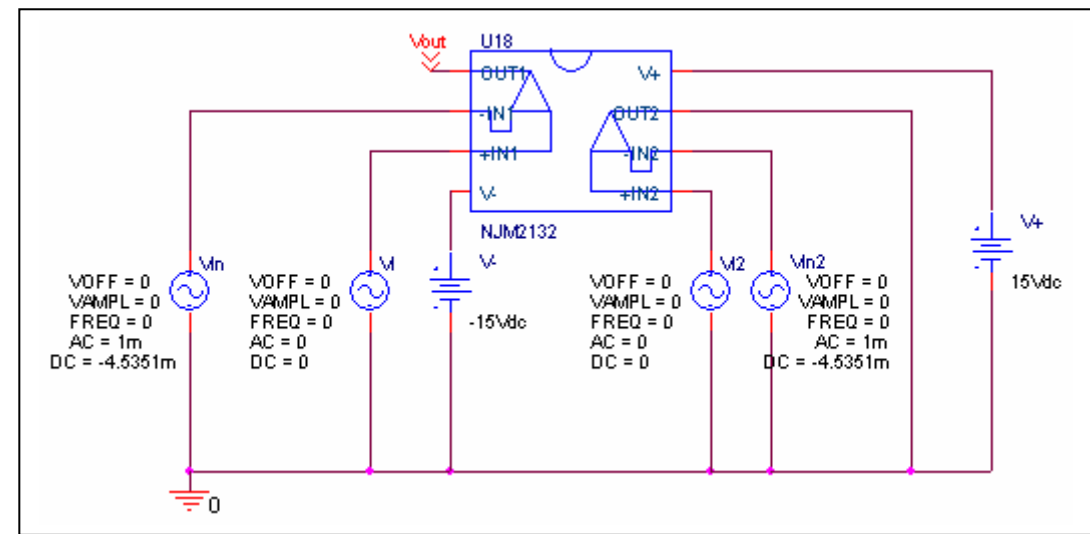 Vout
U18
OUT1
-IN1
+IN1
V-
V+
OUT2
-IN2
+IN2
NJM2132
Vin
VOFF = 0
VAMPL = 0
FREQ = 0
AC = 1m
DC = -4.5351m
VI
VOFF = 0
VAMPL = 0
FREQ = 0
AC = 0
DC = 0
V-
-15Vdc
VI2
VOFF = 0
VAMPL = 0
FREQ = 0
AC = 0
DC = 0
Vin2
VOFF = 0
VAMPL = 0
FREQ = 0
AC = 1m
DC = -4.5351m
V+
15Vdc
0